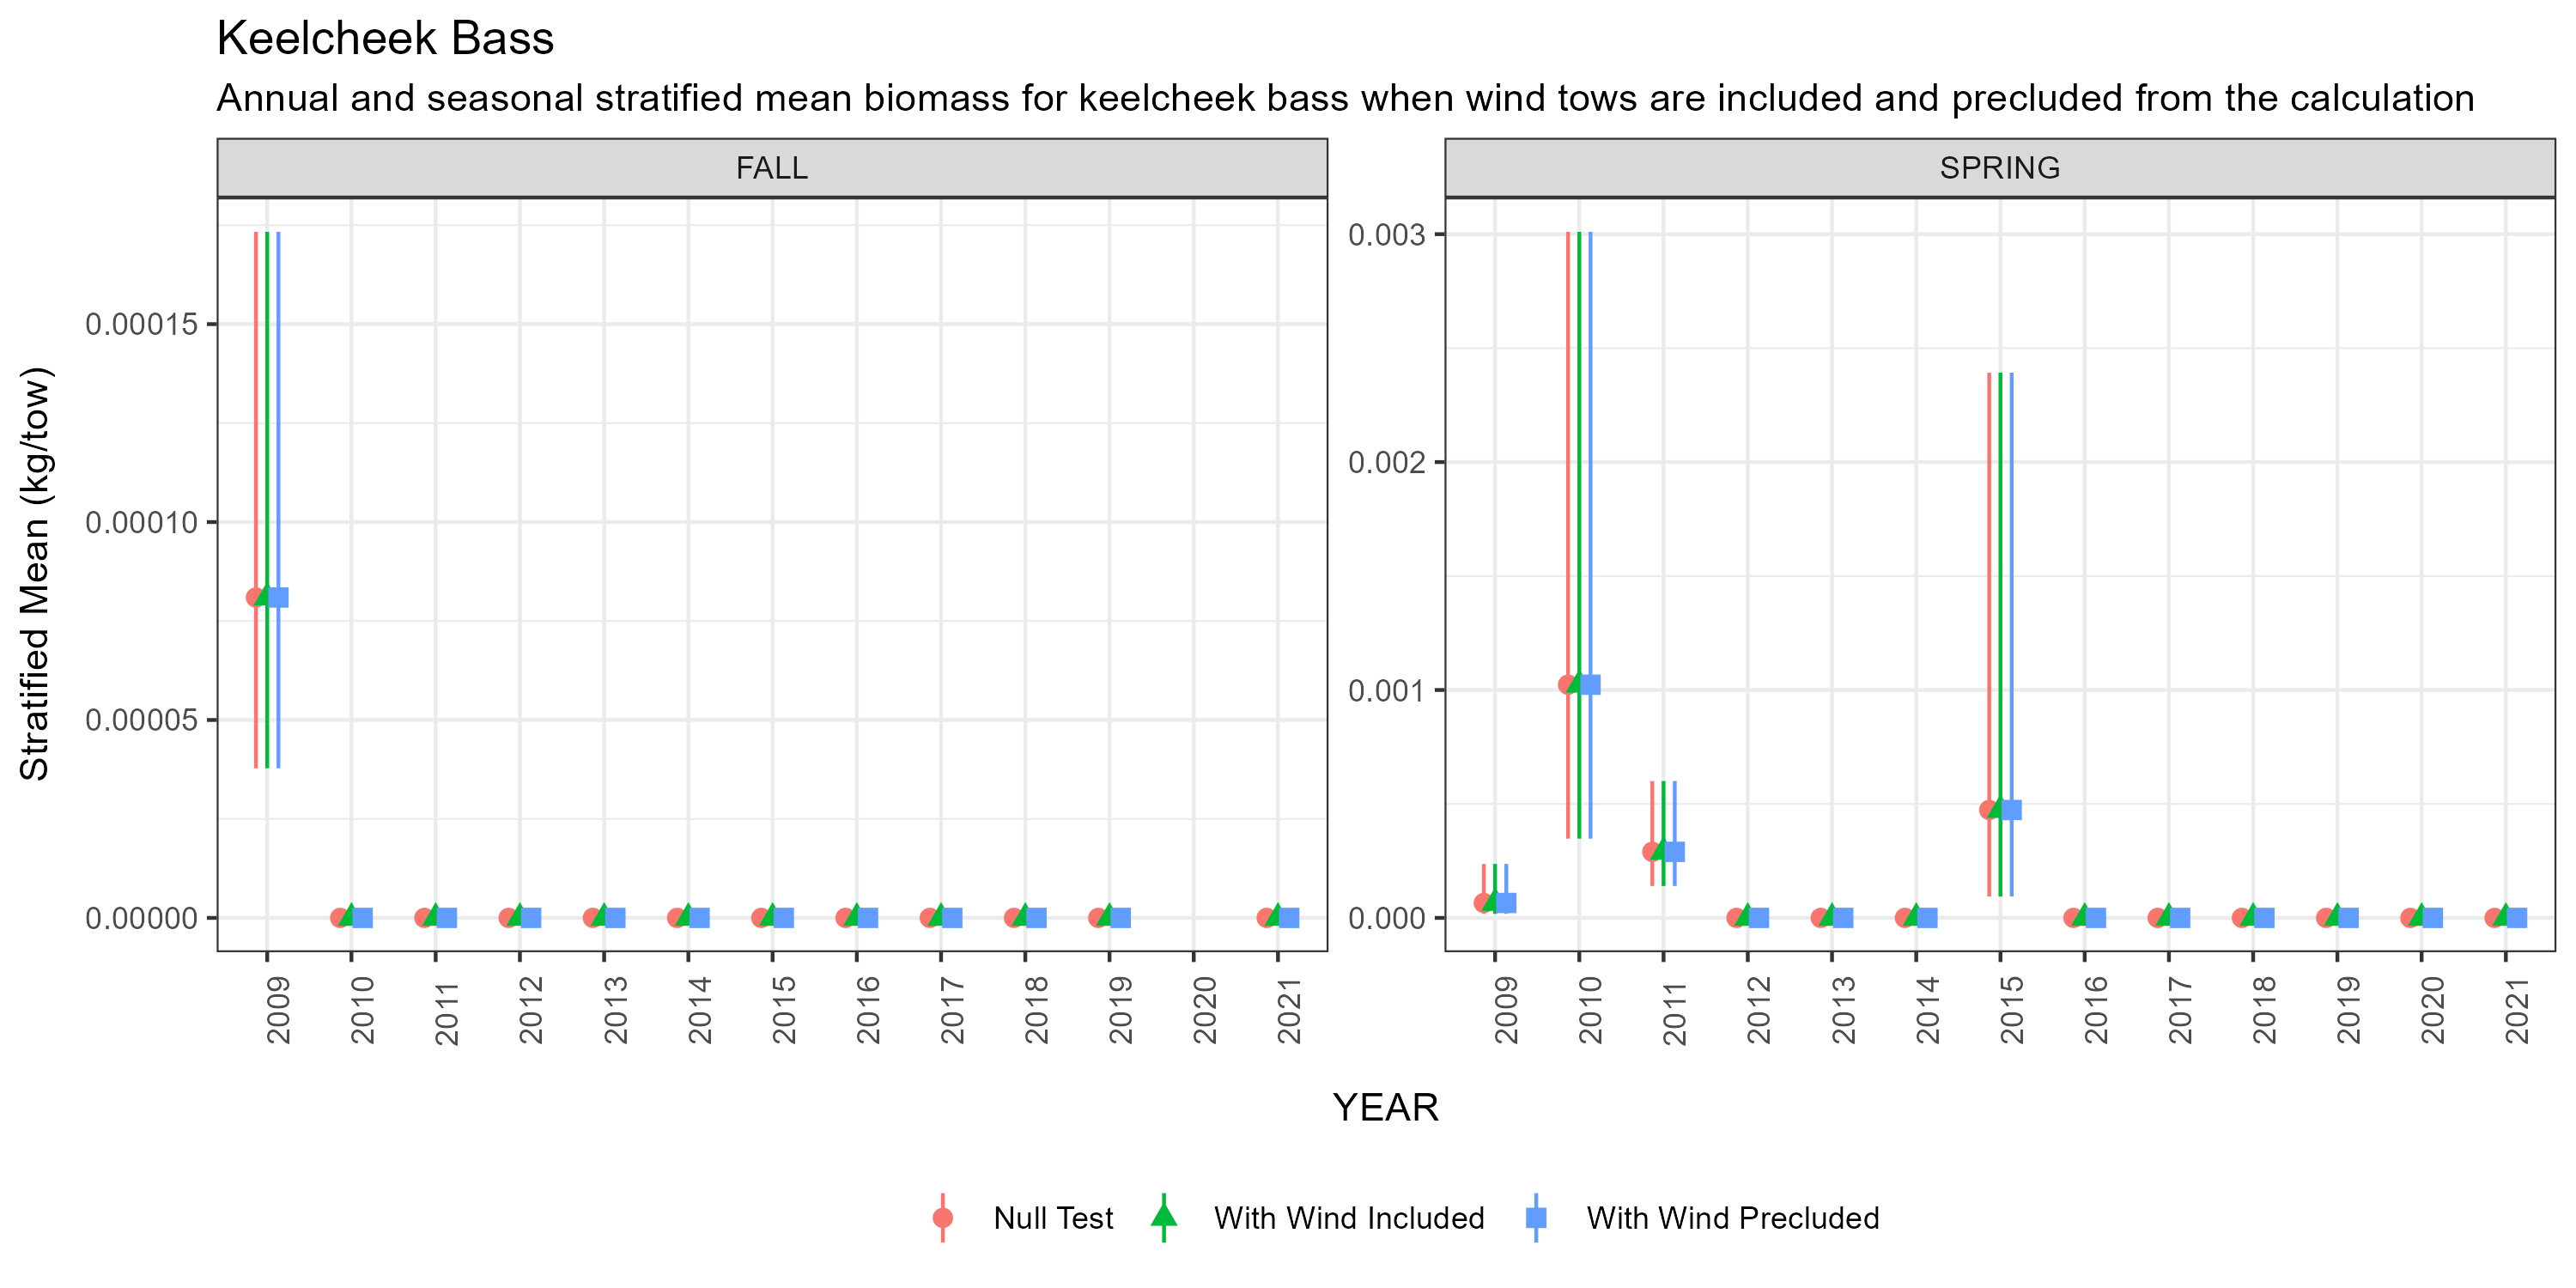 Keelcheek Bass
Annual and seasonal stratified mean biomass for keelcheek bass when wind tows are included and precluded from the calculation
FALL
SPRING
Stratified Mean (kg/tow)
0.00015
0.00010
0.00005
0.00000
0.003
0.002
0.001
0.000
2009 2010 2011 2012 2013 2014 2015 2016 2017 2018 2019 2020 2021
2009 2010 2011 2012 2013 2014 2015 2016 2017 2018 2019 2020 2021
YEAR
Null Test With Wind Included With Wind Precluded